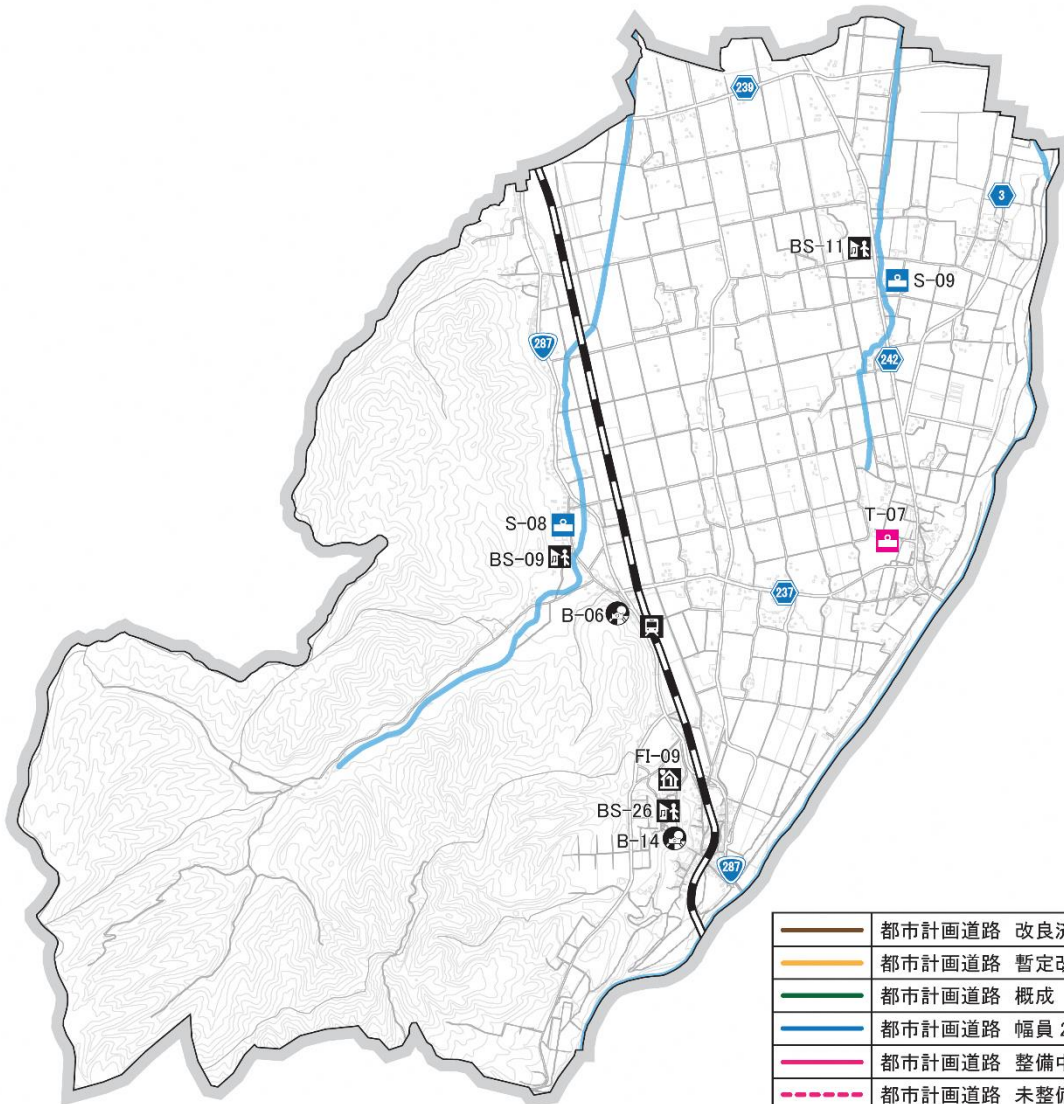 239
3
BS-11
S-09
287
242
S-08
T-07
BS-09
237
B-06
FI-09
BS-26
B-14
287
都市計画道路 改良
都市計画道路 暫定
都市計画道路 概成
都市計画道路 幅員2
都市計画道路 整備中
都市計画道路 未整